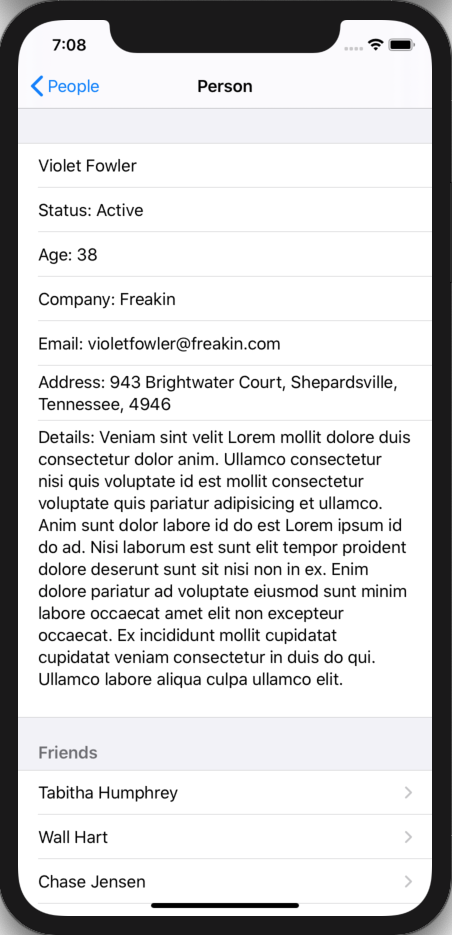 7:08
People
Person
Violet Fowler
Status: Active
Age: 38
Company: Freakin
Email: violetfowler@freakin.com
Address: 943 Brightwater Court, Shepardsville,
Tennessee, 4946
Details: Veniam sint velit Lorem mollit dolore duis
consectetur dolor anim. Ullamco consectetur
nisi quis voluptate id est mollit consectetur
voluptate quis pariatur adipisicing et ullamco.
Anim sunt dolor labore id do est Lorem ipsum id
do ad. Nisi laborum est sunt elit tempor proident
dolore deserunt sunt sit nisi non in ex. Enim
dolore pariatur ad voluptate eiusmod sunt minim
labore occaecat amet elit non excepteur
occaecat. Ex incididunt mollit cupidatat
cupidatat veniam consectetur in duis do qui.
Ullamco labore aliqua culpa ullamco elit.
Friends
Tabitha Humphrey
Wall Hart
Chase Jensen